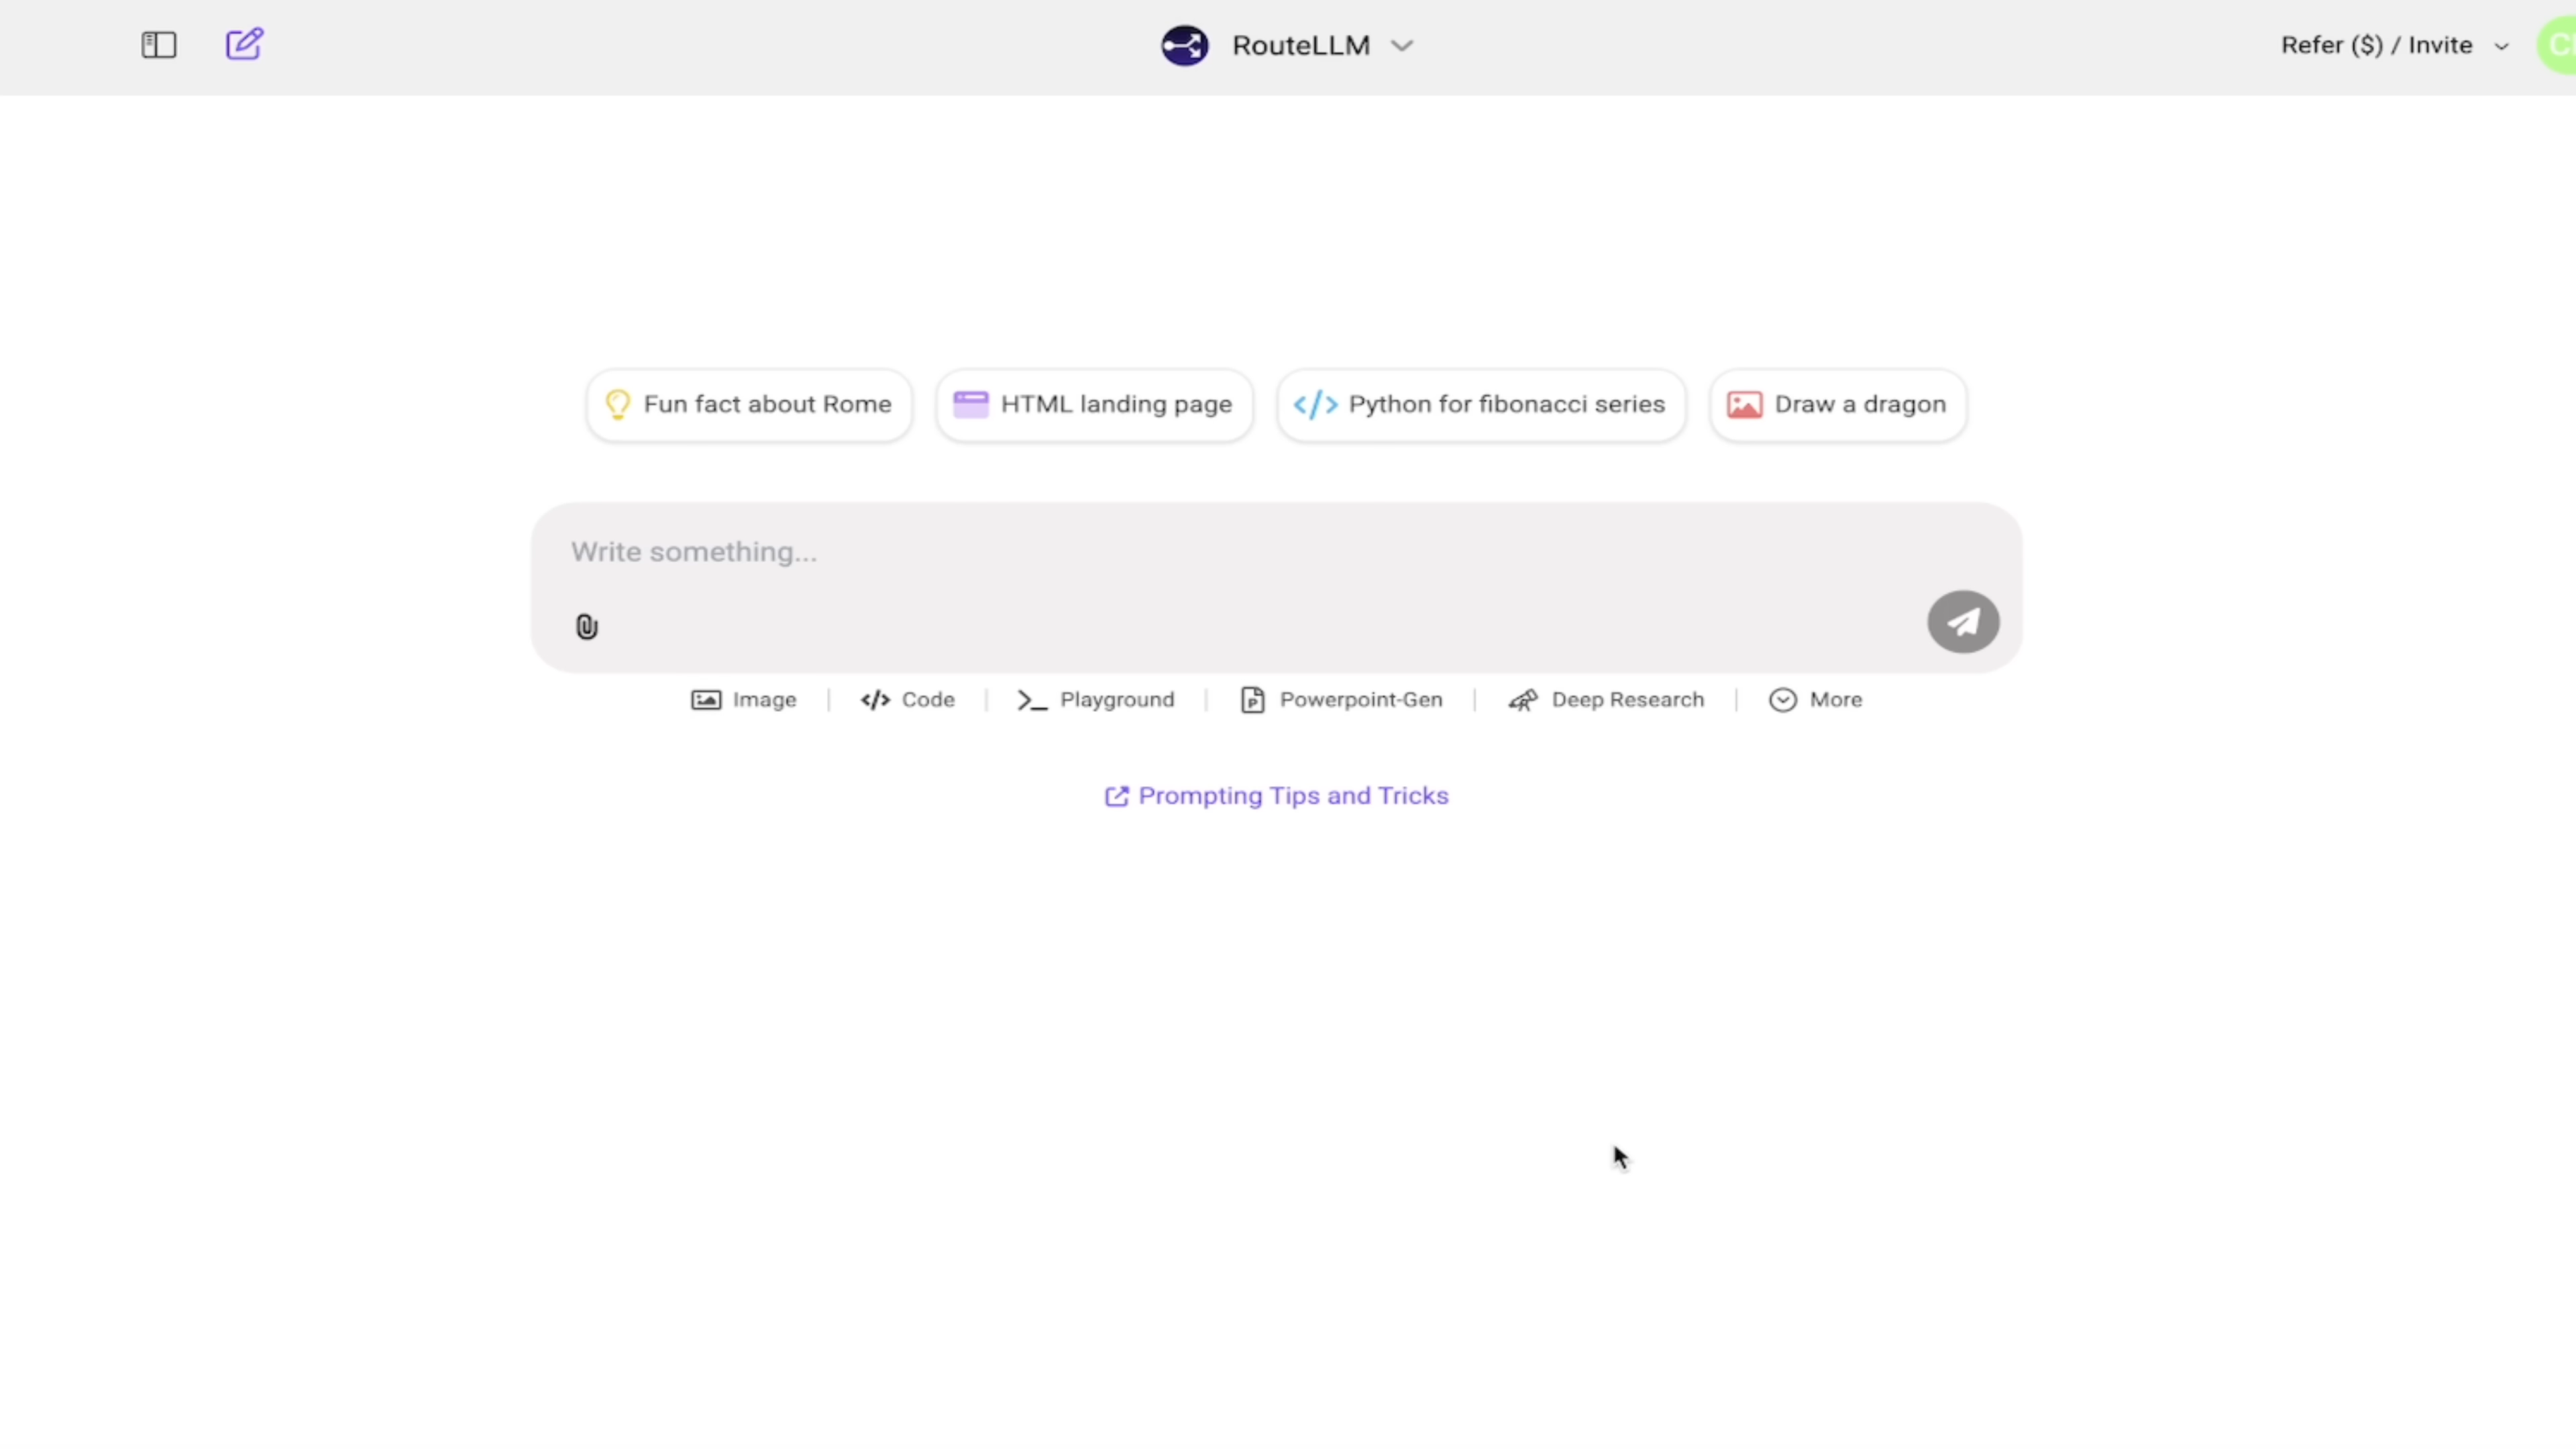 RouteLLM
Refer ($) / Invite
Fun fact about Rome
HTML landing page
Python for fibonacci series
Draw a dragon
Write something...
Image
Code
Playground
Powerpoint-Gen
Deep Research
More
Prompting Tips and Tricks